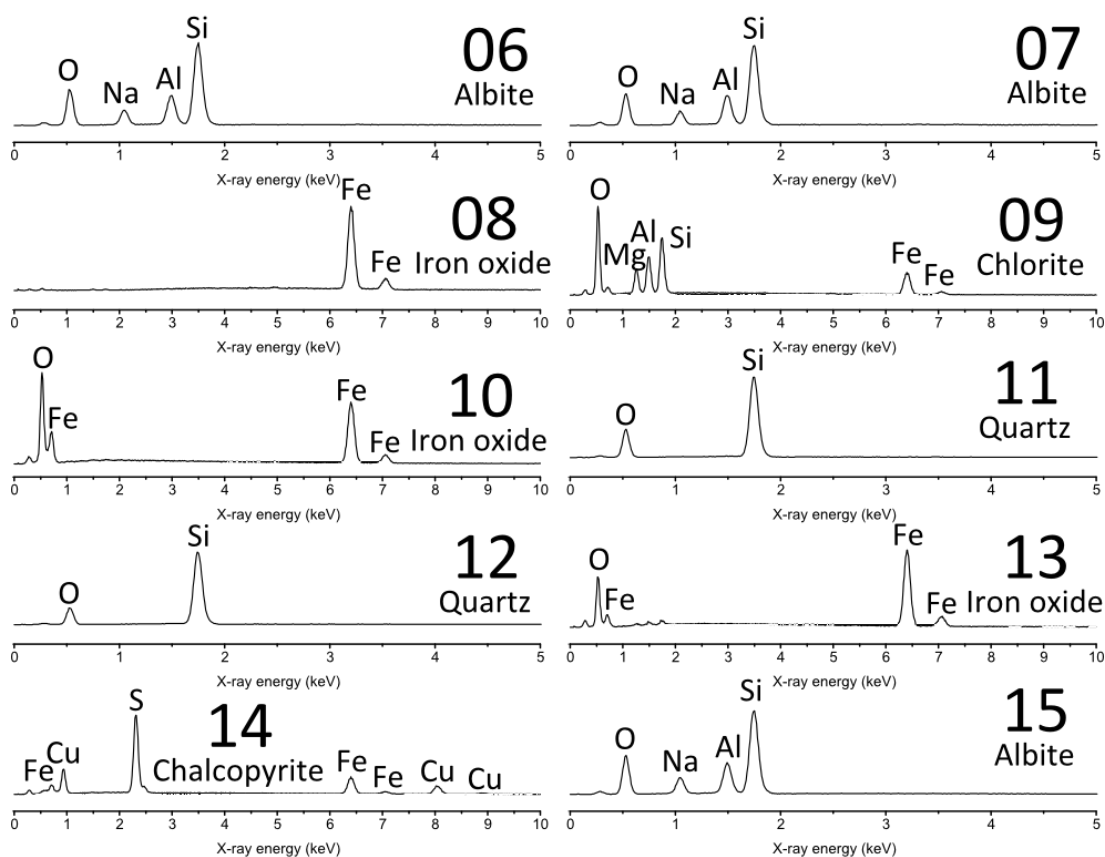 Si
06
O
Na
Al
Albite
0 1 2 3 4 5
X-ray energy (keV)
Si
07
O
Na
Al
Albite
0 1 2 3 4 5
X-ray energy (keV)
Fe
08
Fe
Iron oxide
0 1 2 3 4 5 6 7 8 9 10
X-ray energy (keV)
O
09
Mg
Al
Si
Fe
Fe
Chlorite
0 1 2 3 4 5 6 7 8 9 10
X-ray energy (keV)
O
Fe
10
Fe
Fe
Iron oxide
0 1 2 3 4 5 6 7 8 9 10
X-ray energy (keV)
Si
11
O
Quartz
0 1 2 3 4 5
X-ray energy (keV)
Si
12
O
Quartz
0 1 2 3 4 5
X-ray energy (keV)
Fe
13
O
Fe
Fe
Iron oxide
0 1 2 3 4 5 6 7 8 9 10
X-ray energy (keV)
S
14
Fe
Cu
Chalcopyrite
Fe
Fe
Cu
Cu
0 1 2 3 4 5 6 7 8 9 10
X-ray energy (keV)
Si
15
O
Na
Al
Albite
0 1 2 3 4 5
X-ray energy (keV)